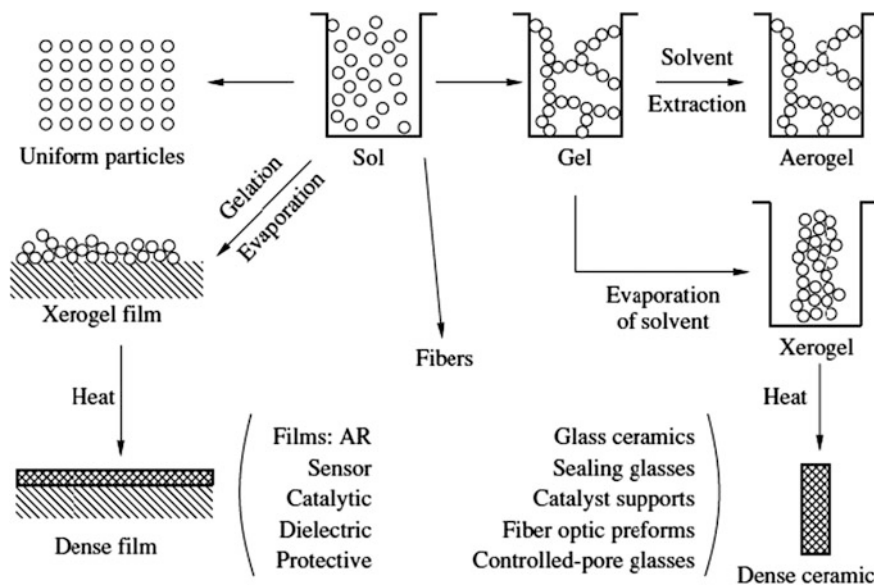 Uniform particles
Sol
Gel
Solvent
Extraction
Aerogel
Gelation
Evaporation
Xerogel film
Fibers
Evaporation
of solvent
Xerogel
Heat
Heat
Dense film
Films: AR
Sensor
Catalytic
Dielectric
Protective
Glass ceramics
Sealing glasses
Catalyst supports
Fiber optic preforms
Controlled-pore glasses
Dense ceramic